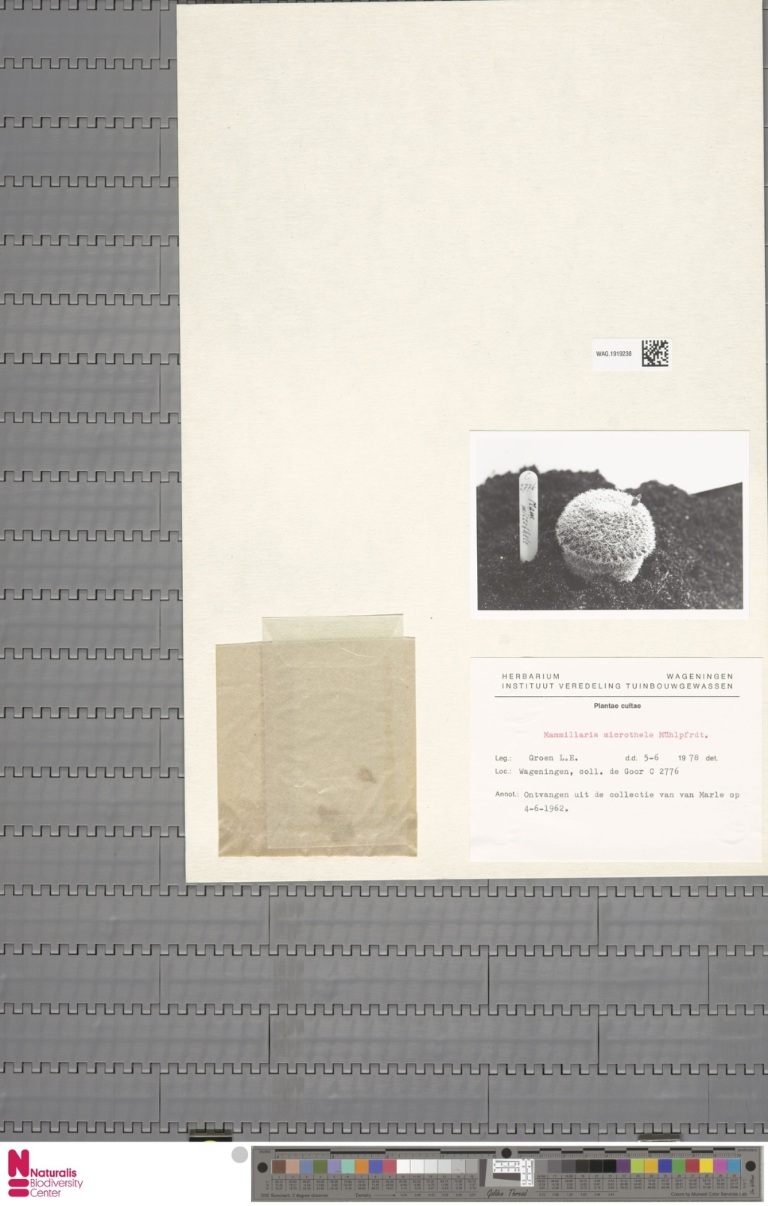 WAG.1919238
HERBARIUM WAGENINGEN
INSTITUUT VEREDELING TUINBOUWGEWASSEN
Plantae cultae
Mammillaria microthele Mühlpfrdt.
Leg.: Groen L.E. d.d. 5-6 1978 det.
Loc.: Wageningen, coll. de Goor C 2776
Annot.: Ontvangen uit de collectie van van Marle op
4-6-1962.
Naturalis
Biodiversity
Center
Golden Thread